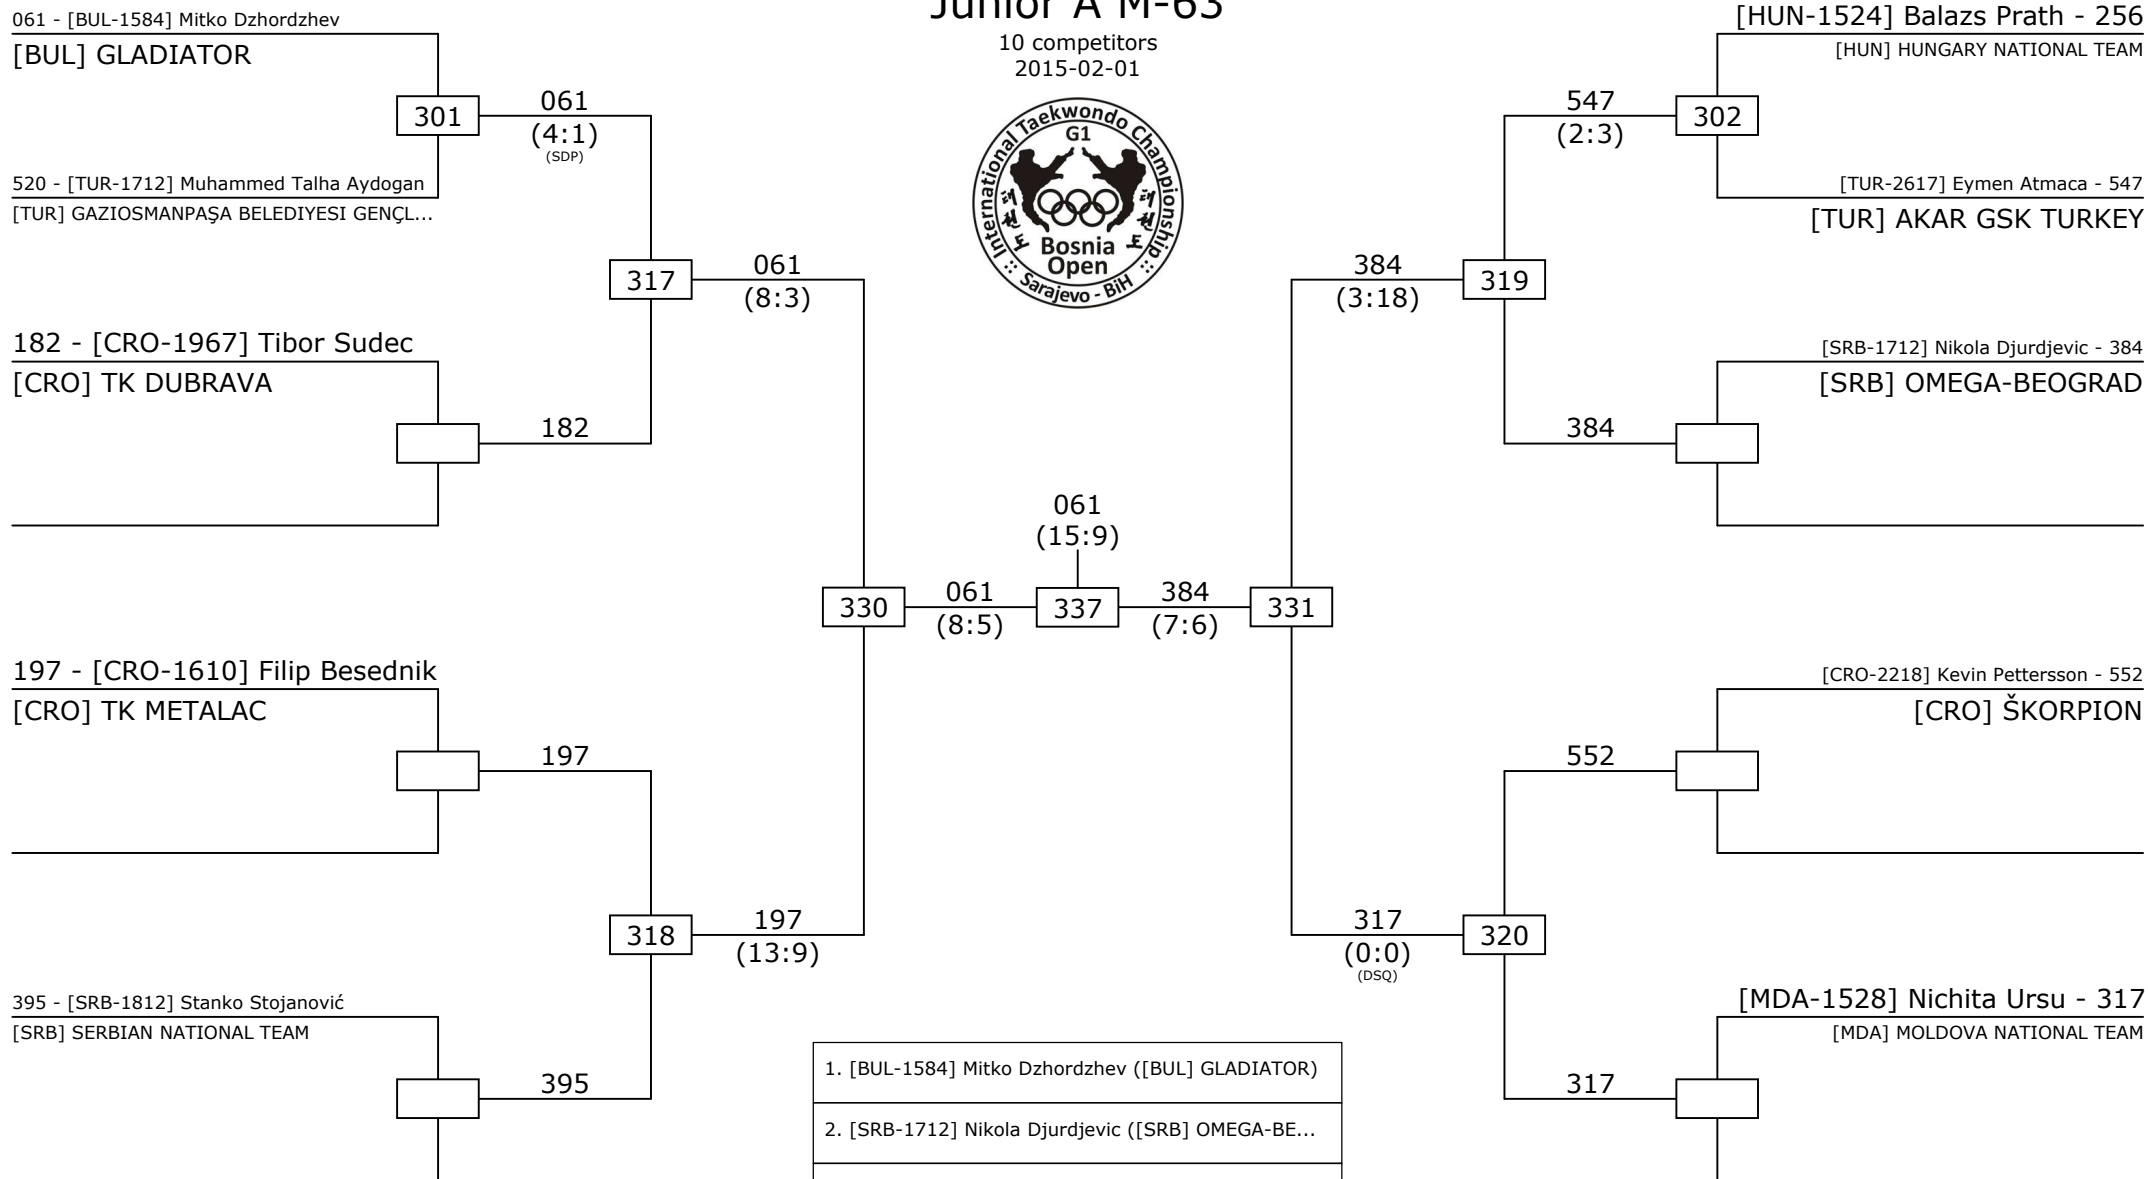 Junior A M-63
10 competitors
2015-02-01
International Taekwondo Championship :: Sarajevo - BiH ::
G1
Bosnia
Open
061 - [BUL-1584] Mitko Dzhordzhev
[BUL] GLADIATOR
301
061
(4:1)
(SDP)
520 - [TUR-1712] Muhammed Talha Aydogan
[TUR] GAZIOSMANPAŞA BELEDIYESI GENÇL...
317
061
(8:3)
182 - [CRO-1967] Tibor Sudec
[CRO] TK DUBRAVA
182
330
061
(8:5)
197 - [CRO-1610] Filip Besednik
[CRO] TK METALAC
197
318
197
(13:9)
395 - [SRB-1812] Stanko Stojanović
[SRB] SERBIAN NATIONAL TEAM
395
061
(15:9)
337
[HUN-1524] Balazs Prath - 256
[HUN] HUNGARY NATIONAL TEAM
547
(2:3)
302
[TUR-2617] Eymen Atmaca - 547
[TUR] AKAR GSK TURKEY
384
(3:18)
319
[SRB-1712] Nikola Djurdjevic - 384
[SRB] OMEGA-BEOGRAD
384
384
(7:6)
331
[CRO-2218] Kevin Pettersson - 552
[CRO] ŠKORPION
552
317
(0:0)
(DSQ)
320
[MDA-1528] Nichita Ursu - 317
[MDA] MOLDOVA NATIONAL TEAM
317
1. [BUL-1584] Mitko Dzhordzhev ([BUL] GLADIATOR)
2. [SRB-1712] Nikola Djurdjevic ([SRB] OMEGA-BE...